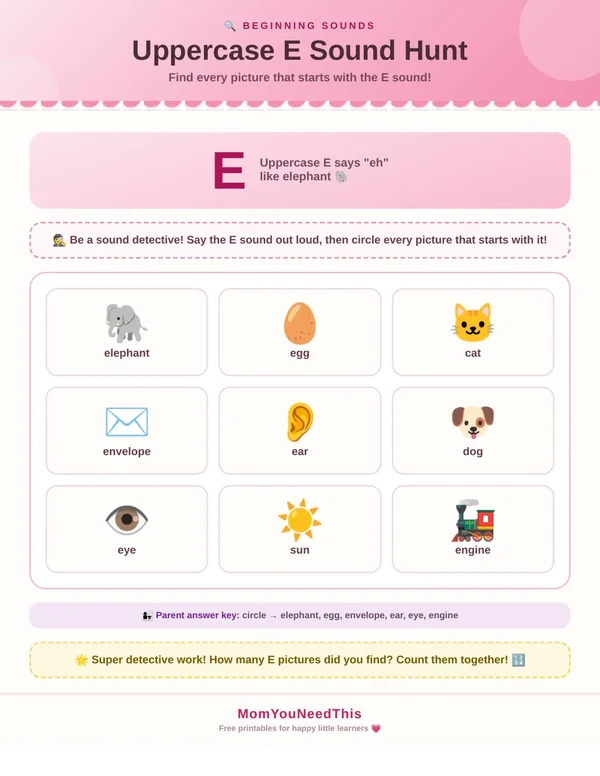 🔍 BEGINNING SOUNDS
Uppercase E Sound Hunt
Find every picture that starts with the E sound!
E
Uppercase E says "eh"
like elephant 🐘
🕵️ Be a sound detective! Say the E sound out loud, then circle every picture that starts with it!
elephant
egg
cat
envelope
ear
dog
eye
sun
engine
👩‍👧 Parent answer key: circle → elephant, egg, envelope, ear, eye, engine
🌟 Super detective work! How many E pictures did you find? Count them together! 🔢
MomYouNeedThis
Free printables for happy little learners 💗